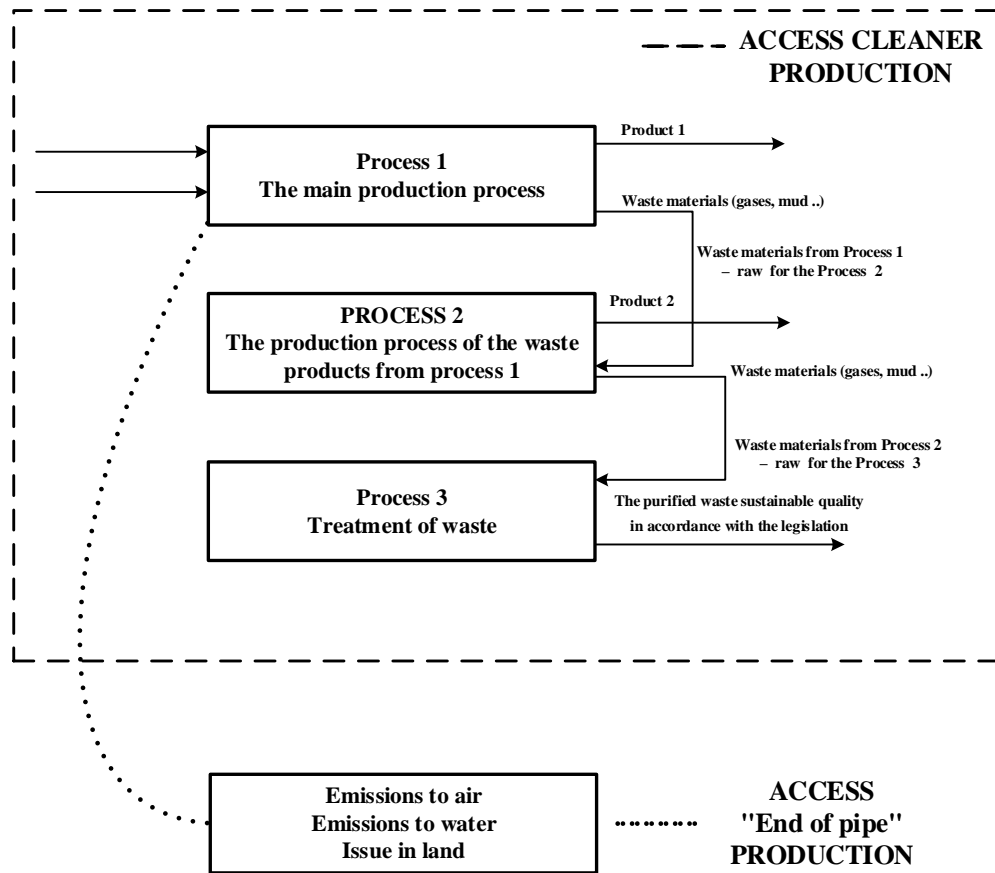 ACCESS CLEANER
PRODUCTION
Product 1
Process 1
The main production process
Waste materials (gases, mud ..)
Waste materials from Process 1
– raw for the Process 2
Product 2
PROCESS 2
The production process of the waste
products from process 1
Waste materials (gases, mud ..)
Waste materials from Process 2
– raw for the Process 3
Process 3
Treatment of waste
The purified waste sustainable quality
in accordance with the legislation
Emissions to air
Emissions to water
Issue in land
ACCESS
"End of pipe"
PRODUCTION